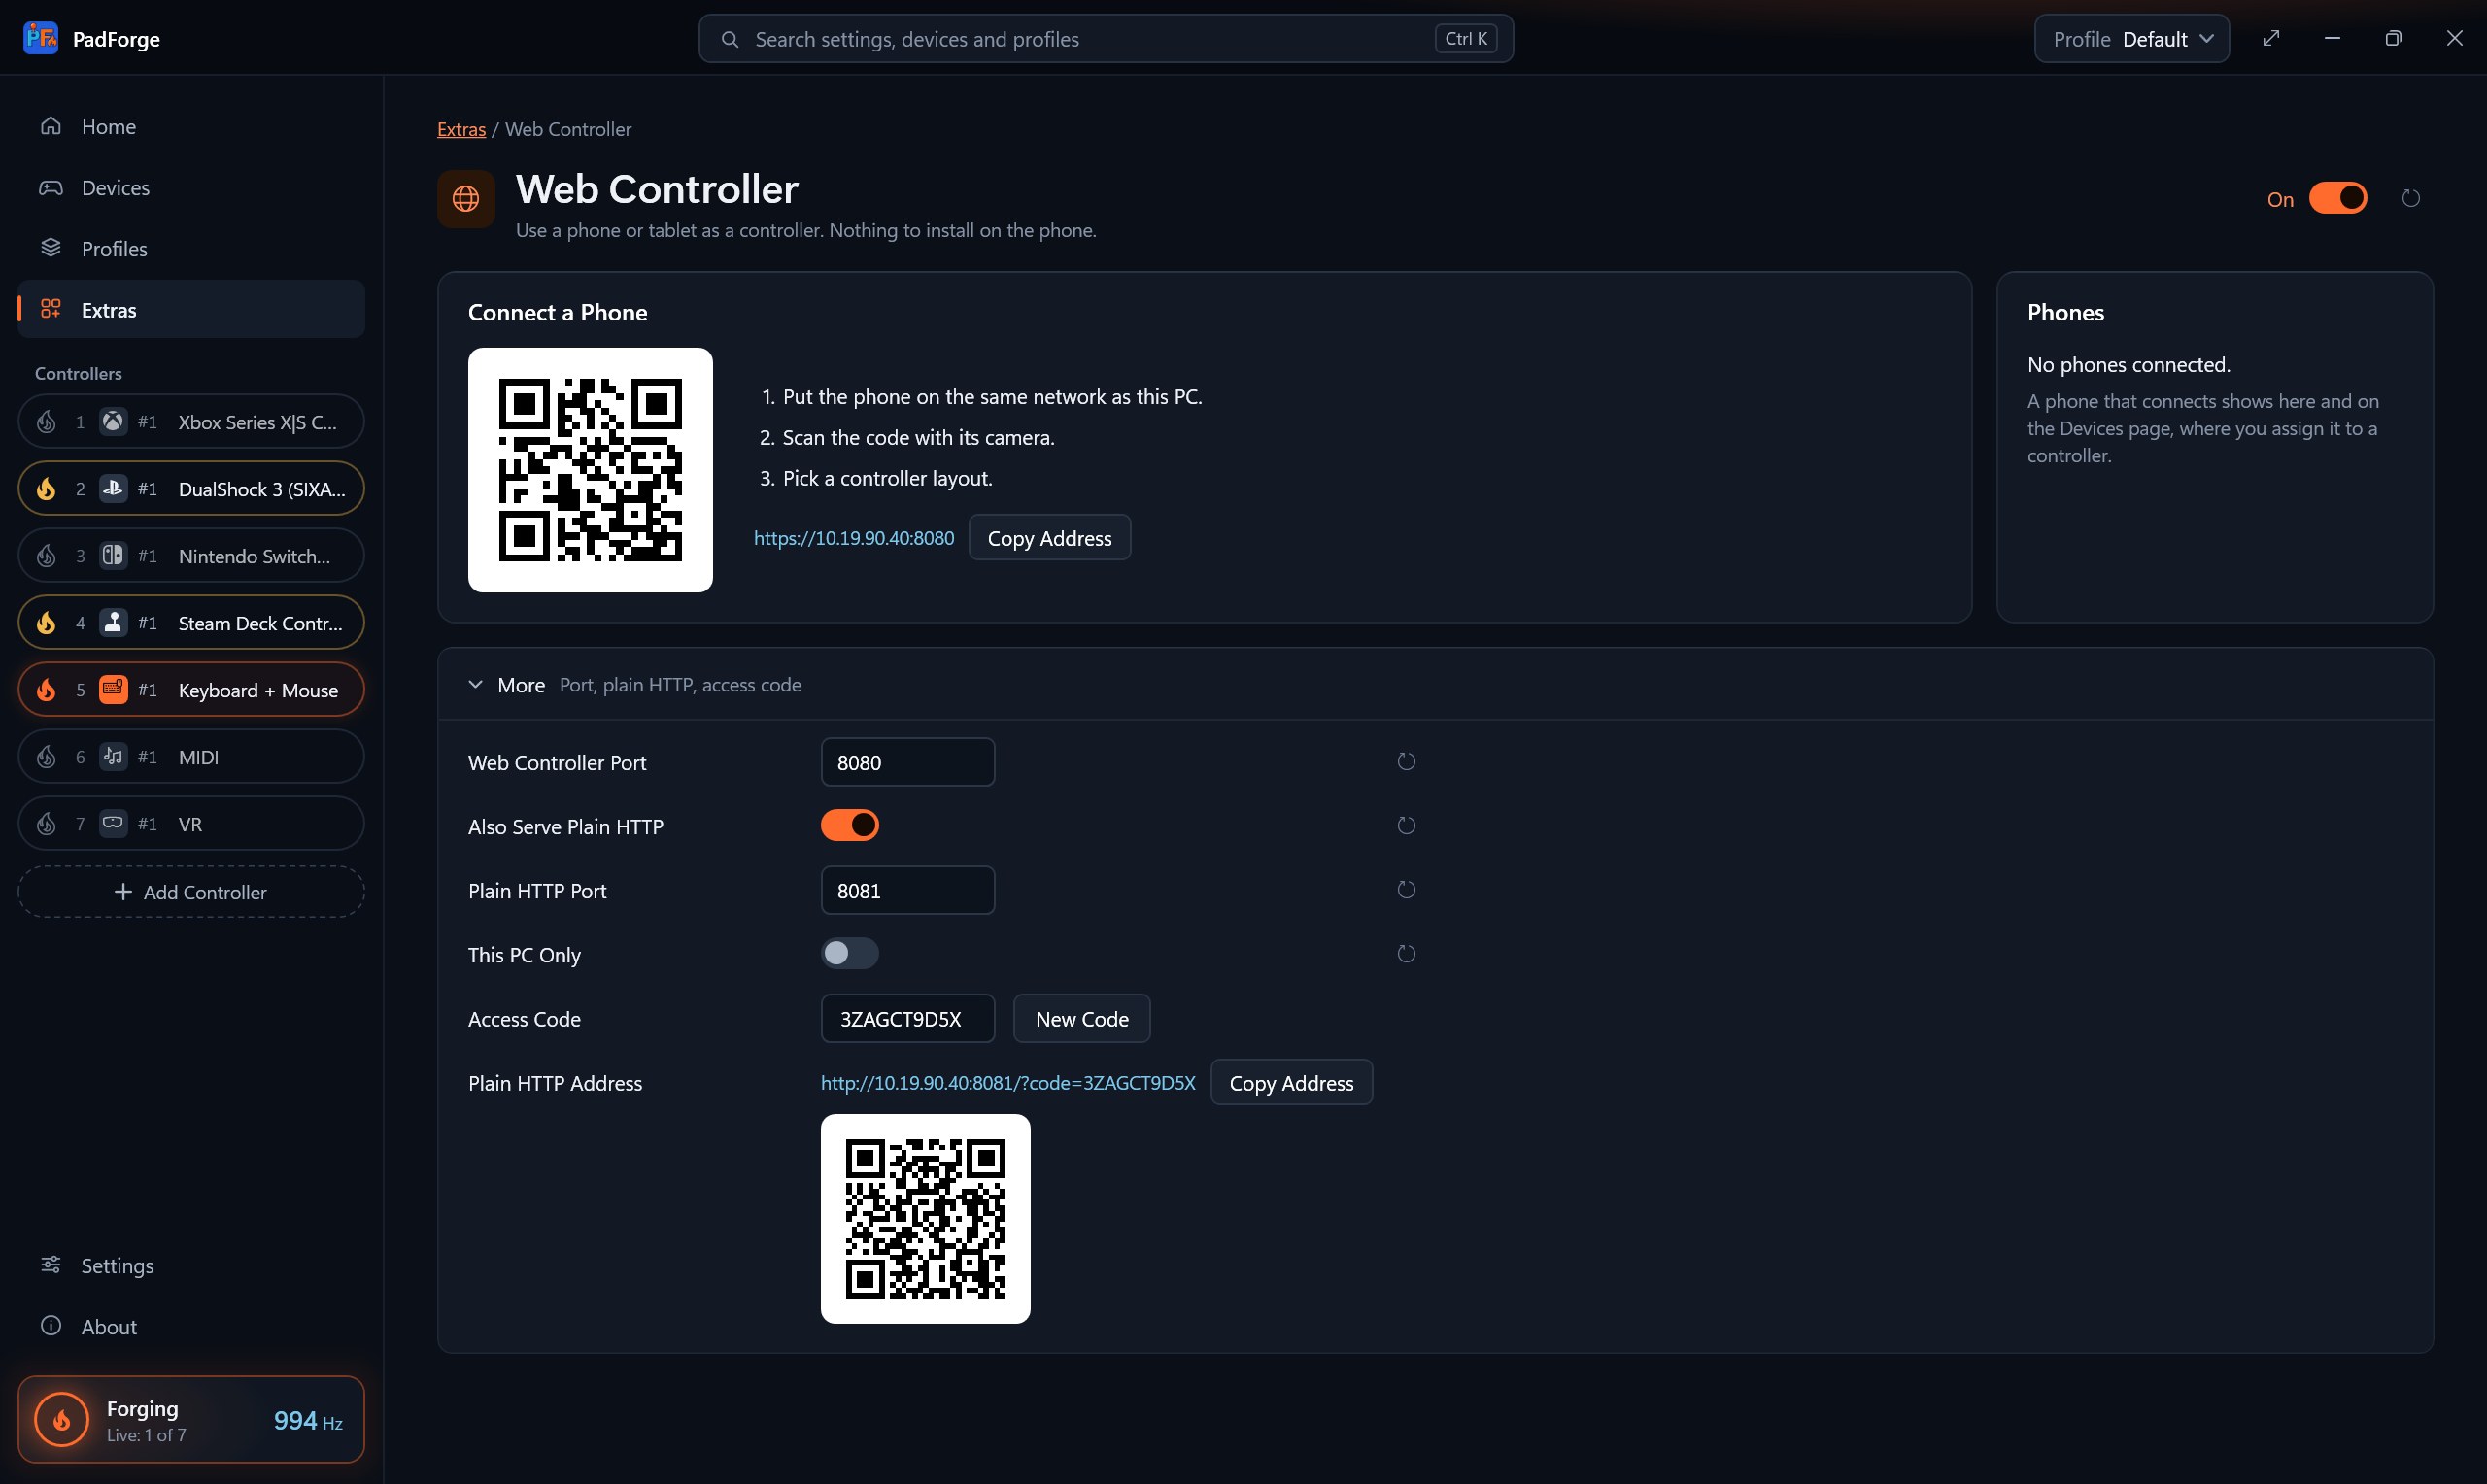 PadForge
Search settings, devices and profiles
Ctrl K
Profile Default
Home
Devices
Profiles
Extras
Controllers
1 #1 Xbox Series X|S C...
2 #1 DualShock 3 (SIXA...
3 #1 Nintendo Switch...
4 #1 Steam Deck Contr...
5 #1 Keyboard + Mouse
6 #1 MIDI
7 #1 VR
Add Controller
Settings
About
Forging
Live: 1 of 7
994 Hz
Extras / Web Controller
Web Controller
Use a phone or tablet as a controller. Nothing to install on the phone.
On
Connect a Phone
1. Put the phone on the same network as this PC.
2. Scan the code with its camera.
3. Pick a controller layout.
https://10.19.90.40:8080
Copy Address
Phones
No phones connected.
A phone that connects shows here and on
the Devices page, where you assign it to a
controller.
More Port, plain HTTP, access code
Web Controller Port
8080
Also Serve Plain HTTP
Plain HTTP Port
8081
This PC Only
Access Code
3ZAGCT9D5X
New Code
Plain HTTP Address
http://10.19.90.40:8081/?code=3ZAGCT9D5X
Copy Address